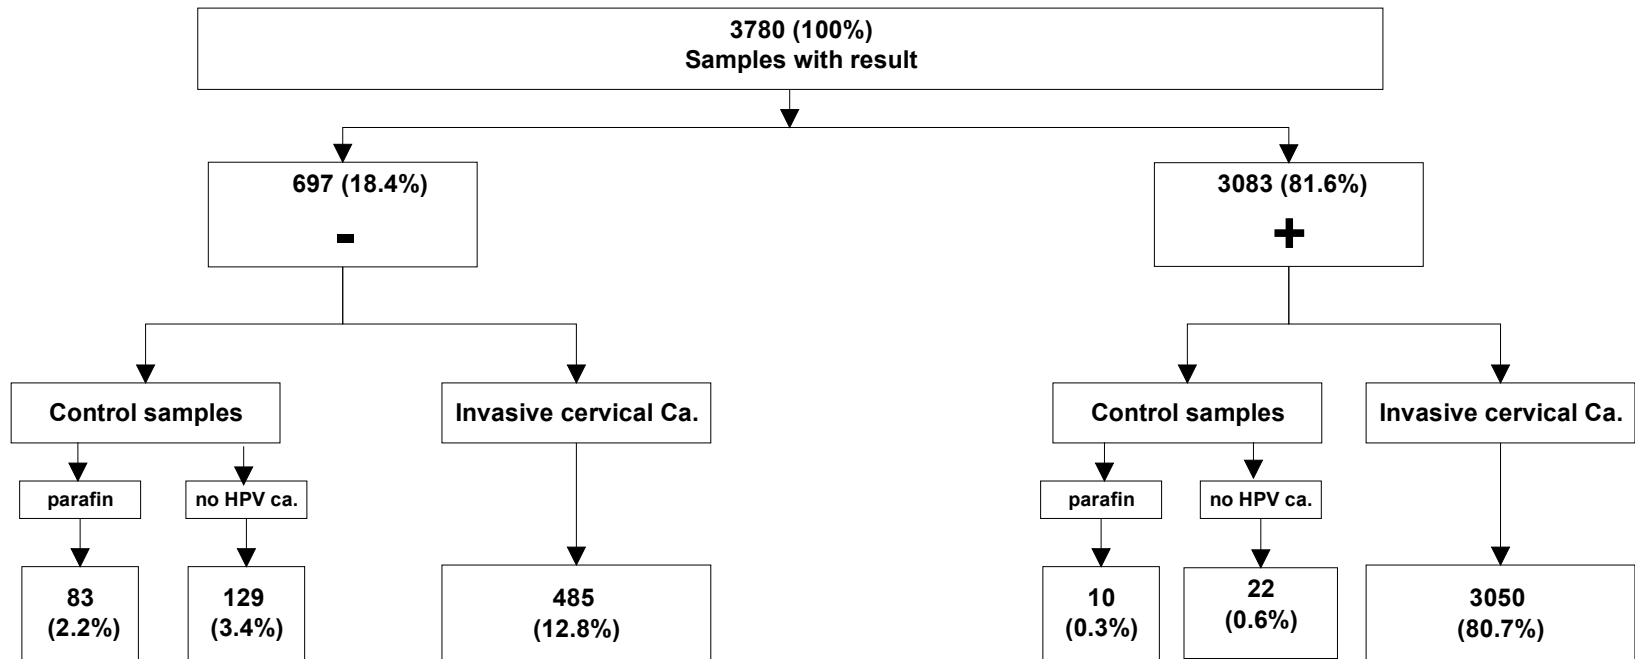 3780 (100%)
Samples with result
697 (18.4%)
-
3083 (81.6%)
+
Control samples
Invasive cervical Ca.
Control samples
Invasive cervical Ca.
parafin
no HPV ca.
parafin
no HPV ca.
83
(2.2%)
129
(3.4%)
485
(12.8%)
10
(0.3%)
22
(0.6%)
3050
(80.7%)